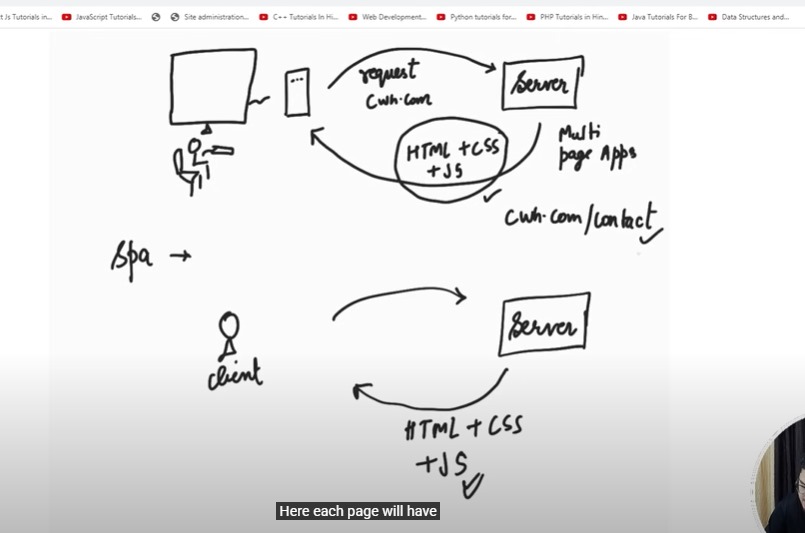 t Js Tutorials in...
JavaScript Tutorials...
Site administration...
C++ Tutorials In Hi...
Web Development...
Python tutorials for...
PHP Tutorials in Hin...
Java Tutorials For B...
Data Structures and...
request
Cwh.com
Server
HTML + CSS
+ JS
Multi
page Apps
Cwh.com/contact
Spa →
Server
client
HTML + CSS
+ JS
Here each page will have